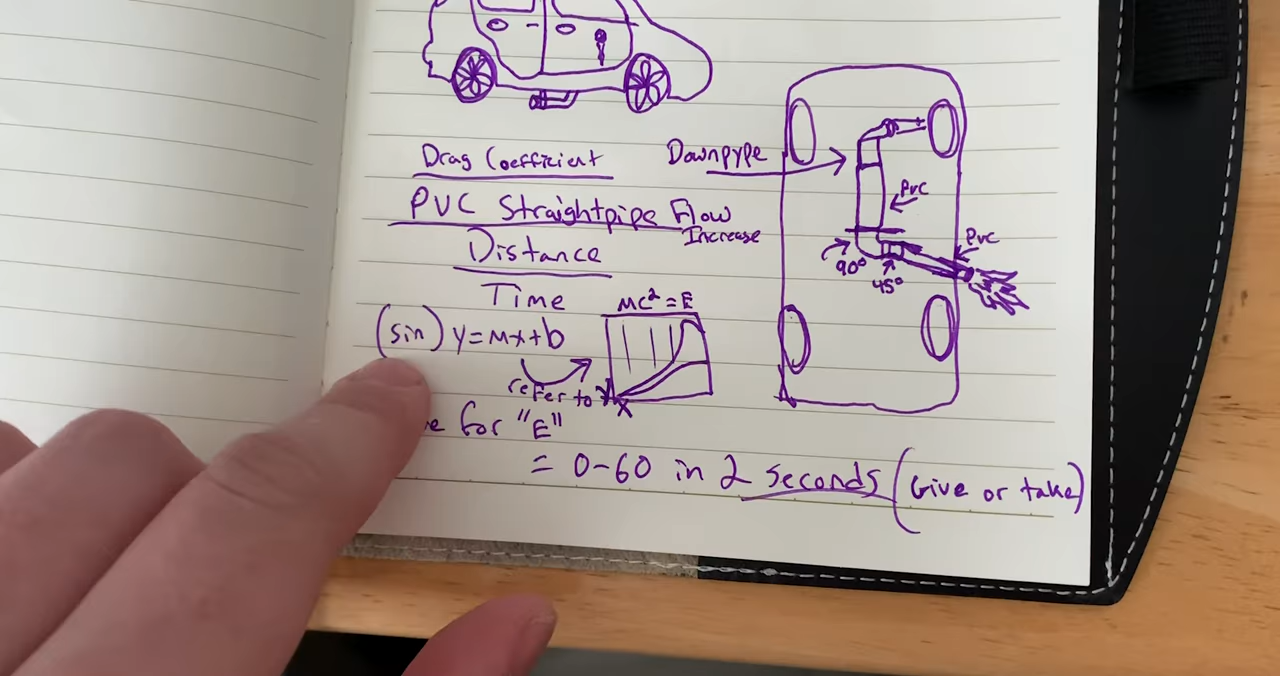 Drag Coefficient
Downpype
PVC Straightpipe Flow
Increase
Distance
Time
(sin) y=mx+b
refer to
MC²=E
X
for "E"
= 0-60 in 2 seconds (Give or take)
PVC
90°
45°
PVC